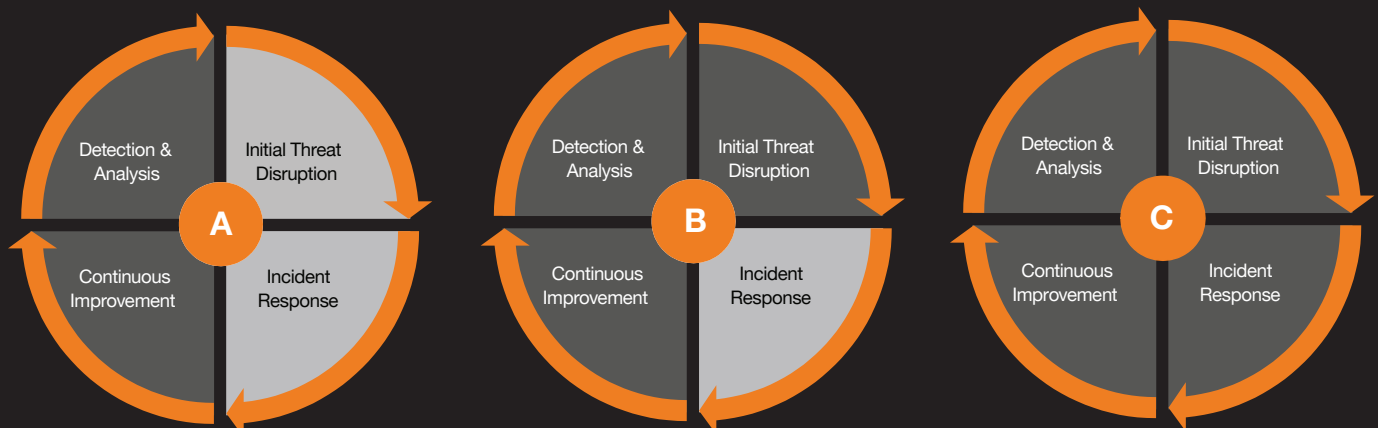 Detection &
Analysis
Initial Threat
Disruption
A
Continuous
Improvement
Incident
Response
Detection &
Analysis
Initial Threat
Disruption
B
Continuous
Improvement
Incident
Response
Detection &
Analysis
Initial Threat
Disruption
C
Continuous
Improvement
Incident
Response